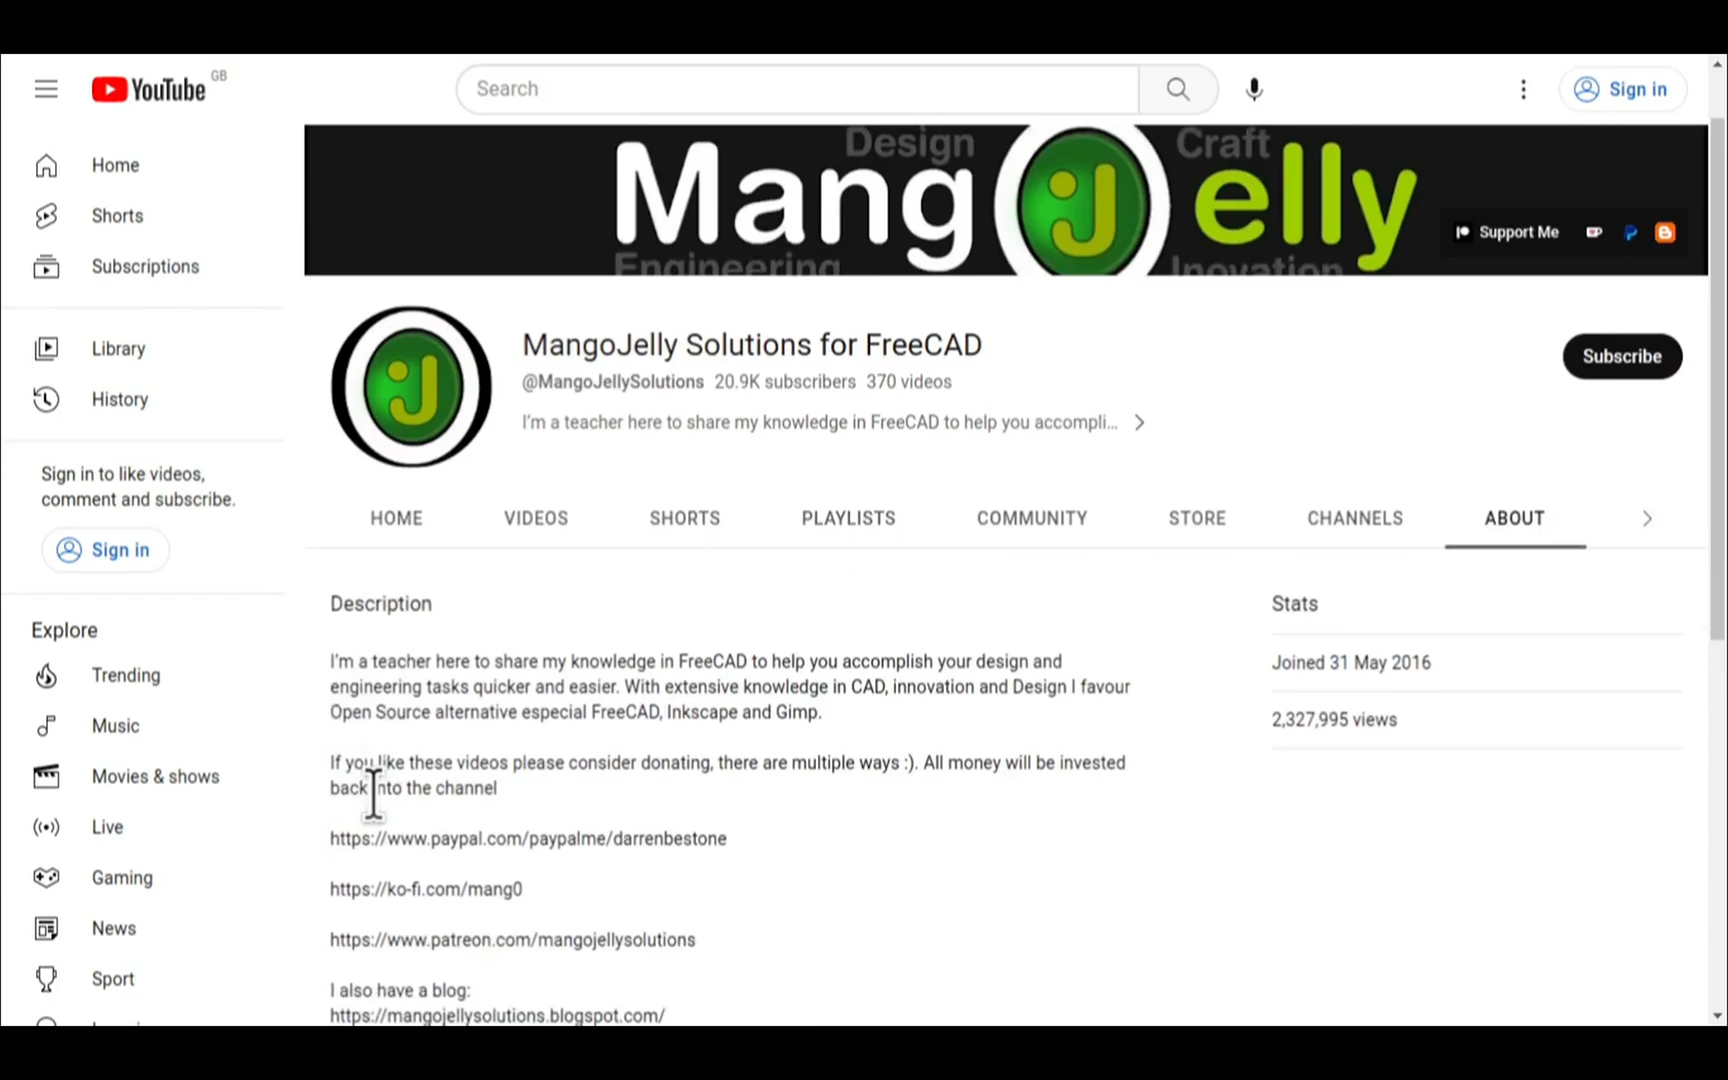 YouTube GB
Search
Sign in
Home
Shorts
Subscriptions
Library
History
Sign in to like videos,
comment and subscribe.
Sign in
Explore
Trending
Music
Movies & shows
Live
Gaming
News
Sport
Design Craft
MangJelly
Engineering Inovation
Support Me
MangoJelly Solutions for FreeCAD
@MangoJellySolutions 20.9K subscribers 370 videos
I'm a teacher here to share my knowledge in FreeCAD to help you accompli...
Subscribe
HOME VIDEOS SHORTS PLAYLISTS COMMUNITY STORE CHANNELS ABOUT
Description
I'm a teacher here to share my knowledge in FreeCAD to help you accomplish your design and
engineering tasks quicker and easier. With extensive knowledge in CAD, innovation and Design I favour
Open Source alternative especial FreeCAD, Inkscape and Gimp.
If you like these videos please consider donating, there are multiple ways :). All money will be invested
back into the channel
https://www.paypal.com/paypalme/darrenbestone
https://ko-fi.com/mang0
https://www.patreon.com/mangojellysolutions
I also have a blog:
https://mangojellysolutions.blogspot.com/
Stats
Joined 31 May 2016
2,327,995 views